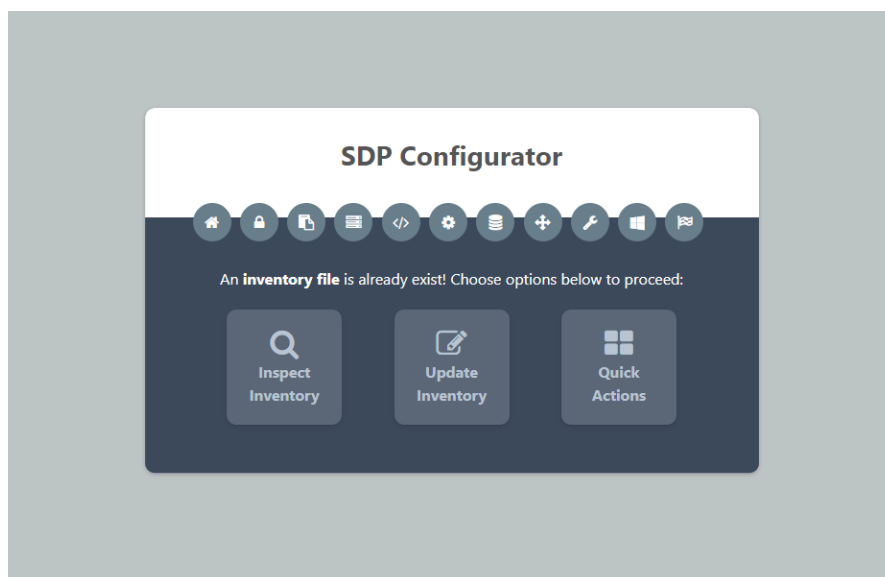 SDP Configurator
An inventory file is already exist! Choose options below to proceed:
Inspect
Inventory
Update
Inventory
Quick
Actions